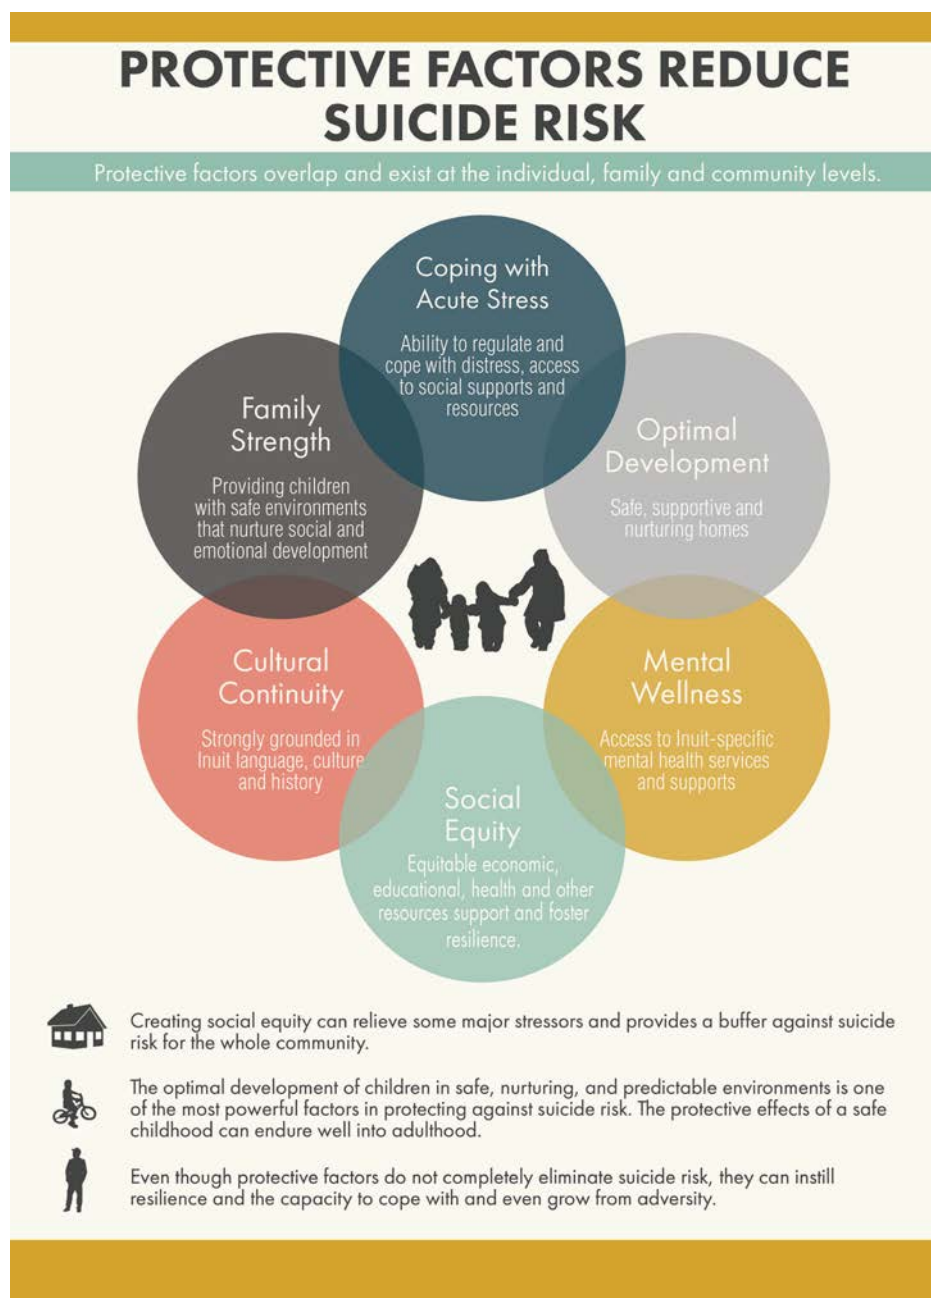 PROTECTIVE FACTORS REDUCE
SUICIDE RISK
Protective factors overlap and exist at the individual, family and community levels.
Coping with
Acute Stress
Ability to regulate and
cope with distress, access
to social supports and
resources
Family
Strength
Providing children
with safe environments
that nurture social and
emotional development
Optimal
Development
Safe, supportive and
nurturing homes
Cultural
Continuity
Strongly grounded in
Inuit language, culture
and history
Mental
Wellness
Access to Inuit-specific
mental health services
and supports
Social
Equity
Equitable economic,
educational, health and other
resources support and foster
resilience.
Creating social equity can relieve some major stressors and provides a buffer against suicide
risk for the whole community.
The optimal development of children in safe, nurturing, and predictable environments is one
of the most powerful factors in protecting against suicide risk. The protective effects of a safe
childhood can endure well into adulthood.
Even though protective factors do not completely eliminate suicide risk, they can instill
resilience and the capacity to cope with and even grow from adversity.